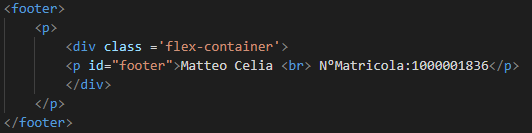 <footer>
<p>
<div class ='flex-container'>
<p id="footer">Matteo Celia <br> N°Matricola:1000001836</p>
</div>
</p>
</footer>